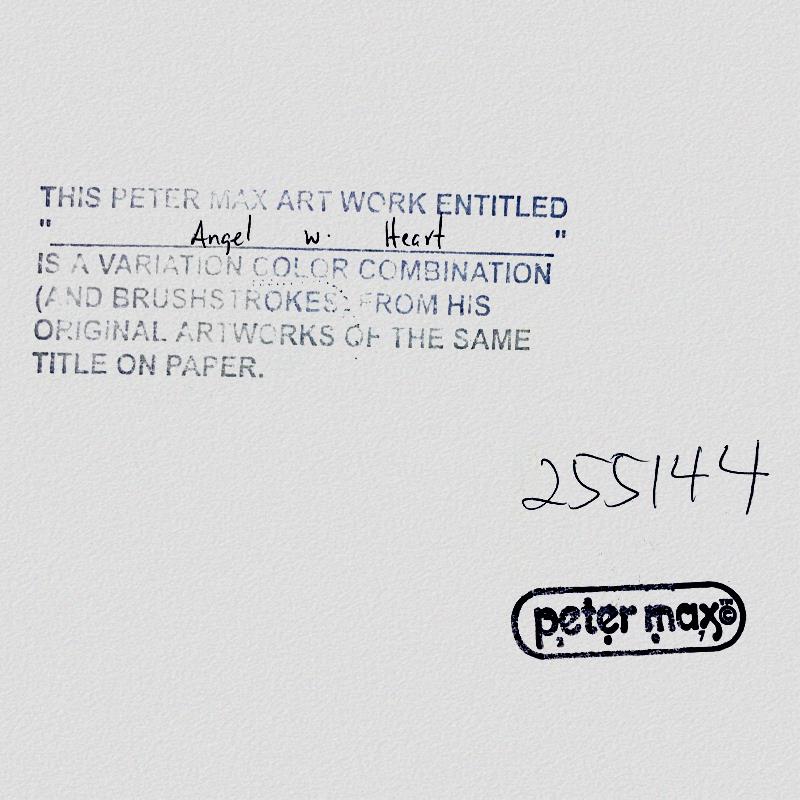 THIS PETER MAX ART WORK ENTITLED
" Angel w. Heart "
IS A VARIATION COLOR COMBINATION
(AND BRUSHSTROKES) FROM HIS
ORIGINAL ARTWORKS OF THE SAME
TITLE ON PAPER.
255144
peter max ©